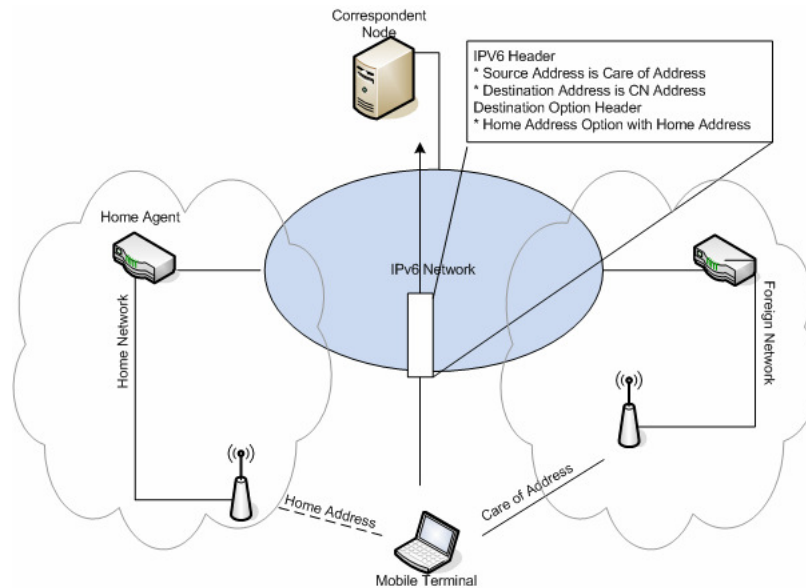 Correspondent
Node
IPV6 Header
* Source Address is Care of Address
* Destination Address is CN Address
Destination Option Header
* Home Address Option with Home Address
Home Agent
IPv6 Network
Home Network
Foreign Network
Home Address
Care of Address
Mobile Terminal